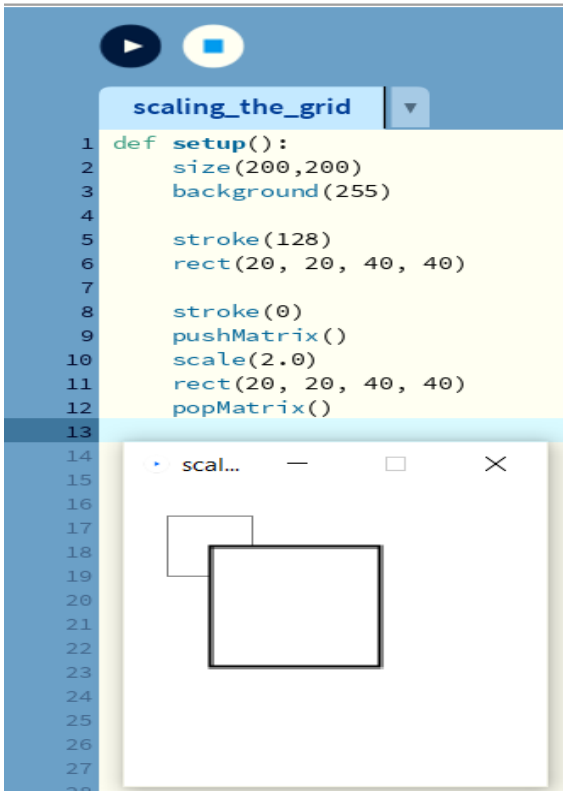 scaling_the_grid ▼
1 def setup():
2 size(200,200)
3 background(255)
4
5 stroke(128)
6 rect(20, 20, 40, 40)
7
8 stroke(0)
9 pushMatrix()
10 scale(2.0)
11 rect(20, 20, 40, 40)
12 popMatrix()
13
14
scal...
15
16
17
18
19
20
21
22
23
24
25
26
27